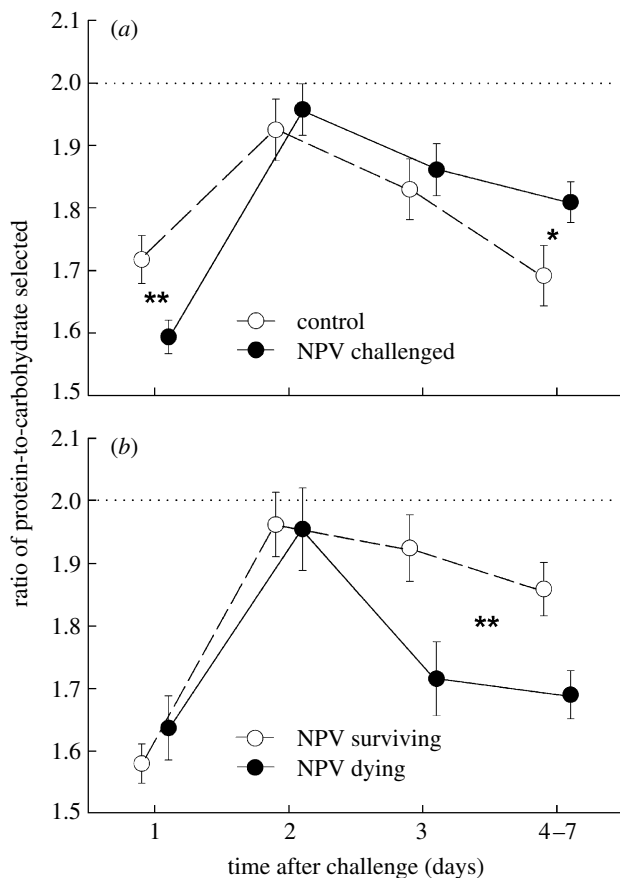 2.1
(a)
2.0
1.9
1.8
*
1.7
**
control
1.6
NPV challenged
1.5
ratio of protein-to-carbohydrate selected
2.1
(b)
2.0
1.9
1.8
**
1.7
NPV surviving
1.6
NPV dying
1.5
1 2 3 4–7
time after challenge (days)